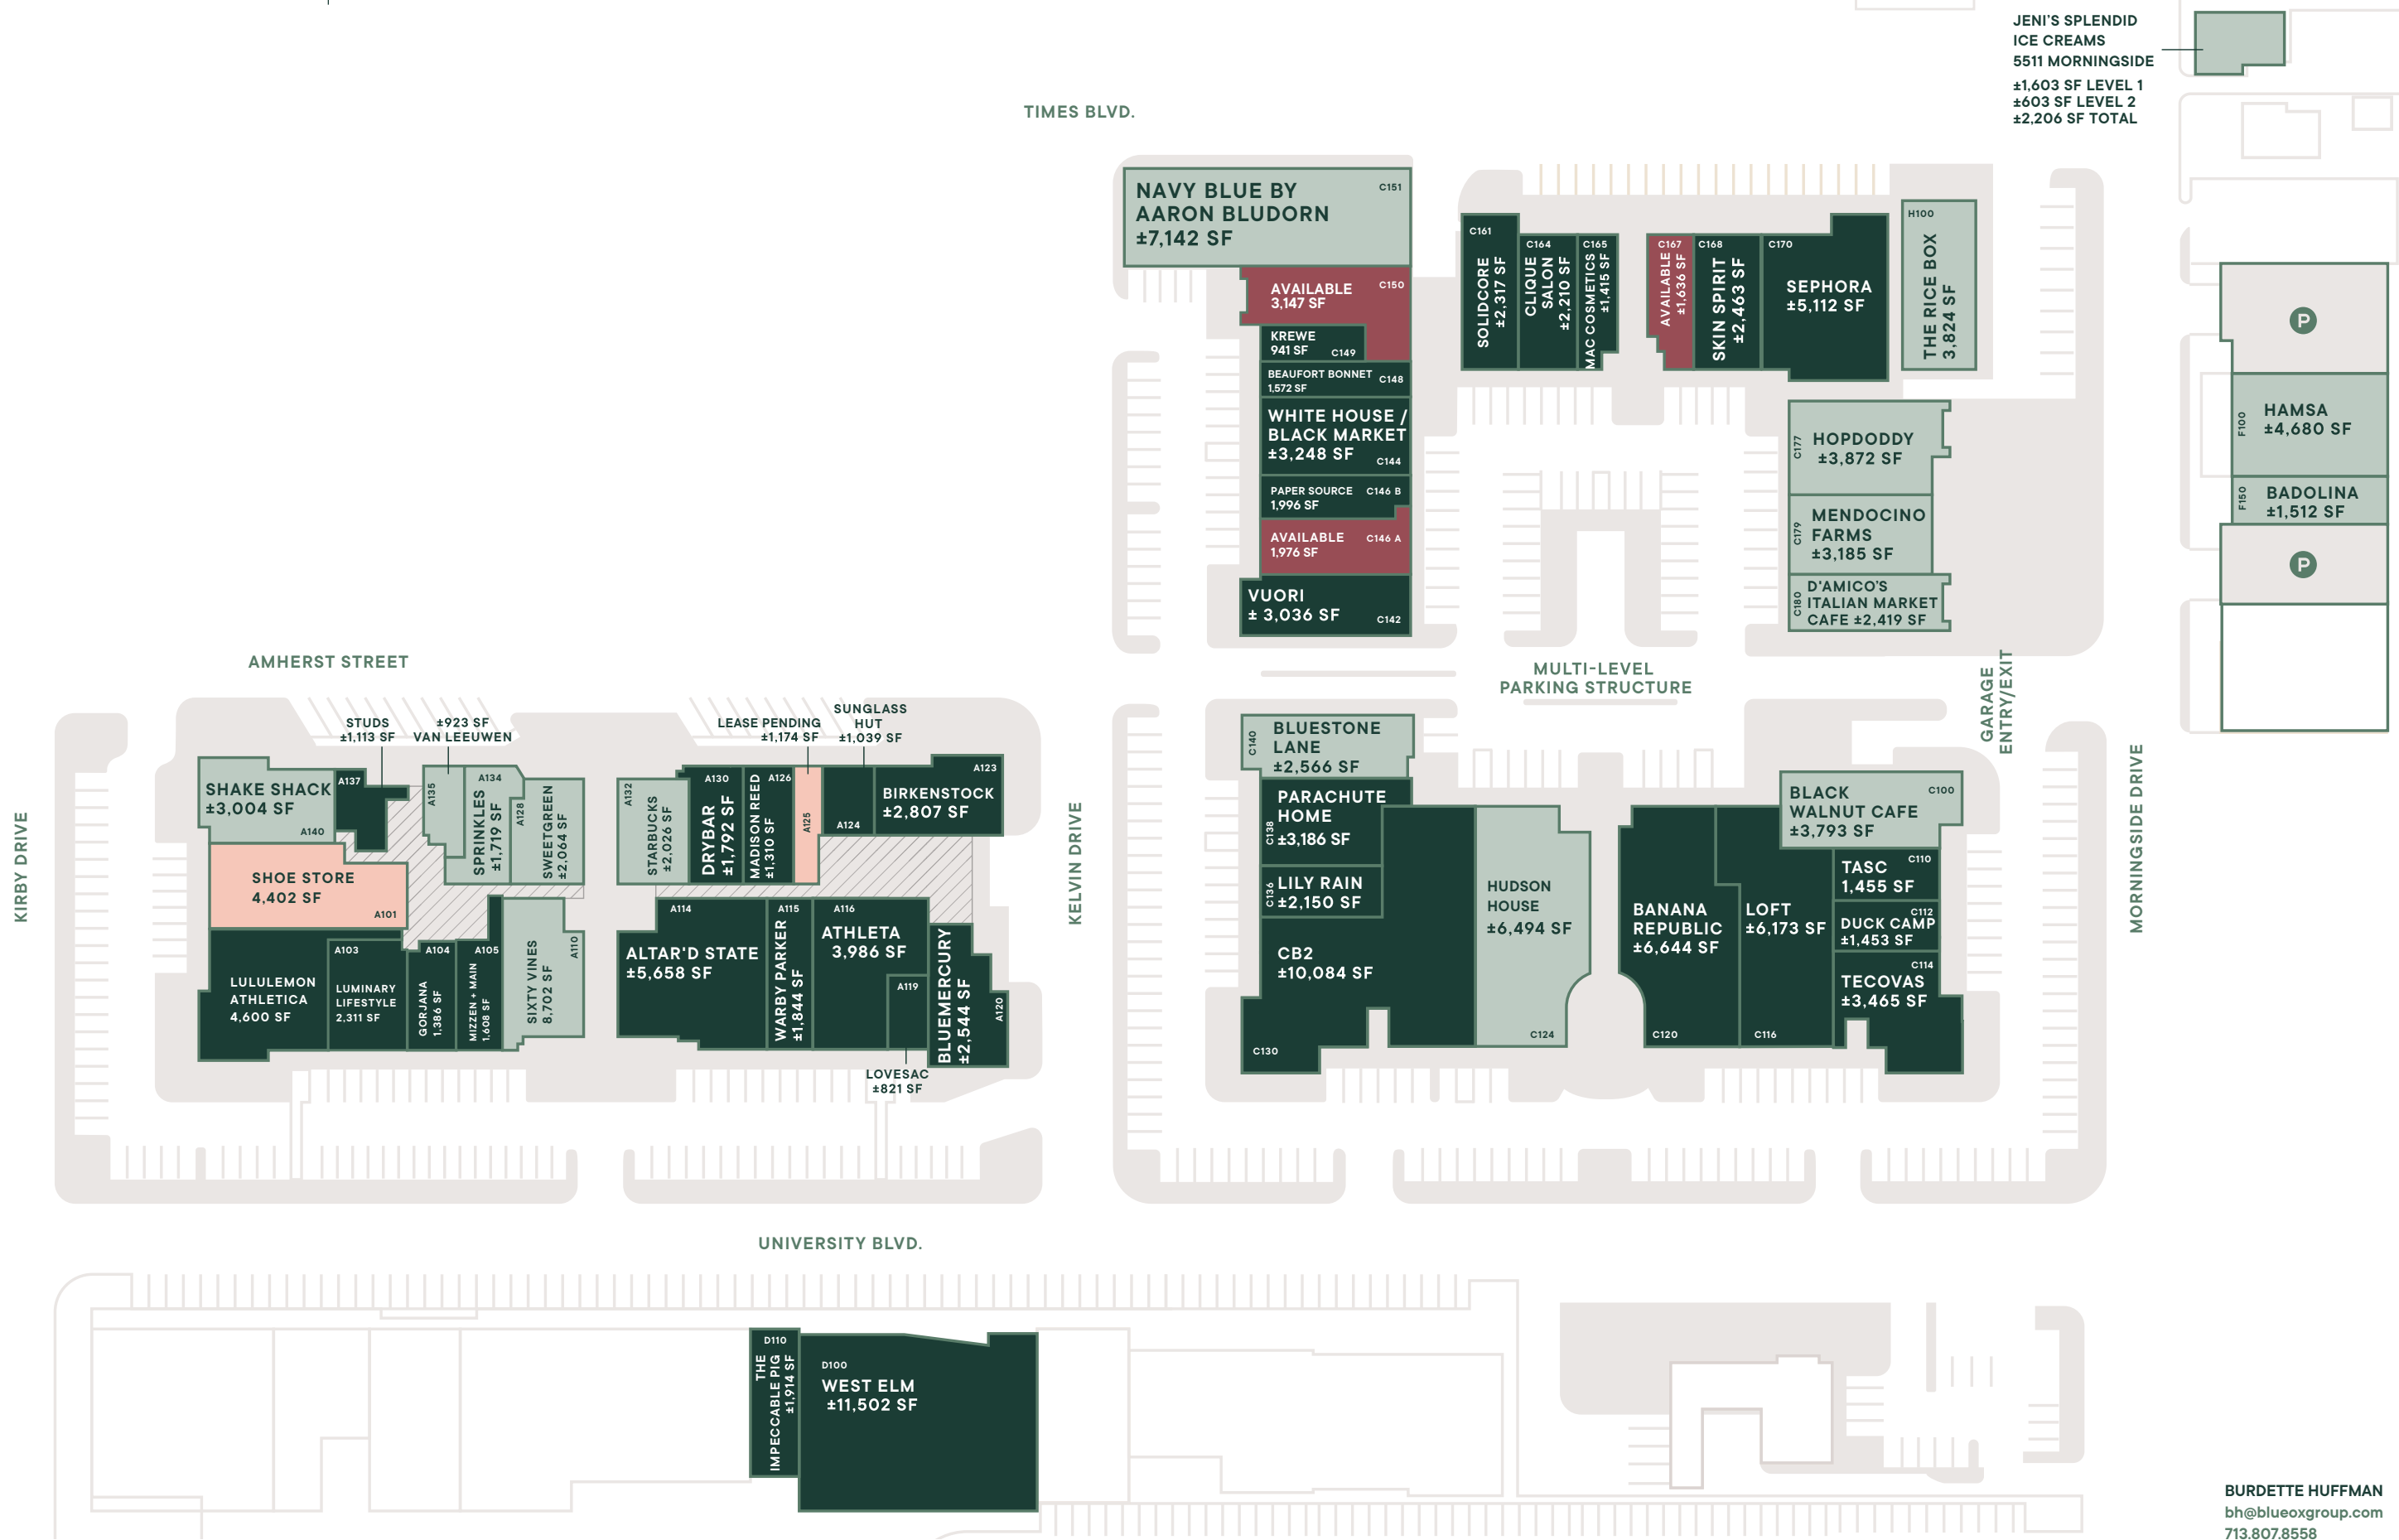 JENI'S SPLENDID
ICE CREAMS
5511 MORNINGSIDE
±1,603 SF LEVEL 1
±603 SF LEVEL 2
±2,206 SF TOTAL
TIMES BLVD.
NAVY BLUE BY
AARON BLUDORN
±7,142 SF
C151
AVAILABLE
3,147 SF
C150
KREWE
941 SF
C149
BEAUFORT BONNET
1,572 SF
C148
WHITE HOUSE /
BLACK MARKET
±3,248 SF
C144
PAPER SOURCE
1,996 SF
C146 B
AVAILABLE
1,976 SF
C146 A
VUORI
± 3,036 SF
C142
C161
SOLIDCORE
±2,317 SF
C164
CLIQUE
SALON
±2,210 SF
C165
MAC COSMETICS
±1,415 SF
C167
AVAILABLE
±1,636 SF
C168
SKIN SPIRIT
±2,463 SF
C170
SEPHORA
±5,112 SF
H100
THE RICE BOX
3,824 SF
C177
HOPDODDY
±3,872 SF
C179
MENDOCINO
FARMS
±3,185 SF
C180
D'AMICO'S
ITALIAN MARKET
CAFE ±2,419 SF
P
F100
HAMSA
±4,680 SF
F150
BADOLINA
±1,512 SF
P
MULTI-LEVEL
PARKING STRUCTURE
GARAGE
ENTRY/EXIT
MORNINGSIDE DRIVE
AMHERST STREET
KIRBY DRIVE
KELVIN DRIVE
STUDS
±1,113 SF
±923 SF
VAN LEEUWEN
LEASE PENDING
±1,174 SF
SUNGLASS
HUT
±1,039 SF
SHAKE SHACK
±3,004 SF
A140
A137
A135
A134
SPRINKLES
±1,719 SF
A128
SWEETGREEN
±2,064 SF
A132
STARBUCKS
±2,026 SF
A130
DRYBAR
±1,792 SF
A126
MADISON REED
±1,310 SF
A125
A124
A123
BIRKENSTOCK
±2,807 SF
SHOE STORE
4,402 SF
A101
LULULEMON
ATHLETICA
4,600 SF
A103
LUMINARY
LIFESTYLE
2,311 SF
A104
GORJANA
1,386 SF
A105
MIZZEN + MAIN
1,608 SF
A110
SIXTY VINES
8,702 SF
A114
ALTAR'D STATE
±5,658 SF
A115
WARBY PARKER
±1,844 SF
A116
ATHLETA
3,986 SF
A119
LOVESAC
±821 SF
BLUEMERCURY
±2,544 SF
A120
C140
BLUESTONE
LANE
±2,566 SF
C138
PARACHUTE
HOME
±3,186 SF
C136
LILY RAIN
±2,150 SF
CB2
±10,084 SF
C130
HUDSON
HOUSE
±6,494 SF
C124
BANANA
REPUBLIC
±6,644 SF
C120
LOFT
±6,173 SF
C116
BLACK
WALNUT CAFE
±3,793 SF
C100
TASC
1,455 SF
C110
C112
DUCK CAMP
±1,453 SF
C114
TECOVAS
±3,465 SF
UNIVERSITY BLVD.
D110
THE
IMPECCABLE PIG
±1,914 SF
D100
WEST ELM
±11,502 SF
BURDETTE HUFFMAN
bh@blueoxgroup.com
713.807.8558